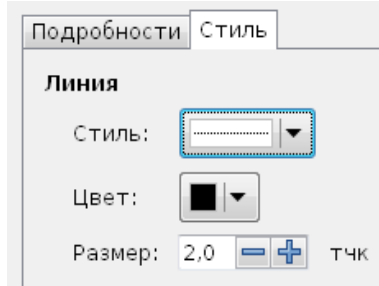 Подробности Стиль
Линия
Стиль:
Цвет:
Размер: 2,0 тчк